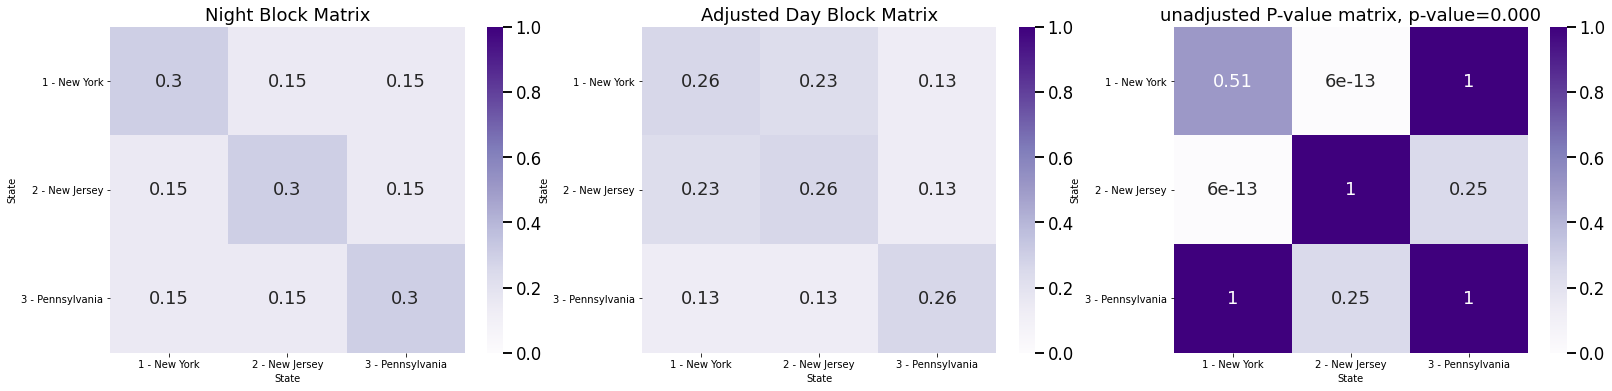 Night Block Matrix
1 - New York
2 - New Jersey
3 - Pennsylvania
State
0.3 0.15 0.15
0.15 0.3 0.15
0.15 0.15 0.3
1 - New York 2 - New Jersey 3 - Pennsylvania
State
1.0
0.8
0.6
0.4
0.2
0.0
Adjusted Day Block Matrix
1 - New York
2 - New Jersey
3 - Pennsylvania
State
0.26 0.23 0.13
0.23 0.26 0.13
0.13 0.13 0.26
1 - New York 2 - New Jersey 3 - Pennsylvania
State
1.0
0.8
0.6
0.4
0.2
0.0
unadjusted P-value matrix, p-value=0.000
1 - New York
2 - New Jersey
3 - Pennsylvania
State
0.51 6e-13 1
6e-13 1 0.25
1 0.25 1
1 - New York 2 - New Jersey 3 - Pennsylvania
State
1.0
0.8
0.6
0.4
0.2
0.0